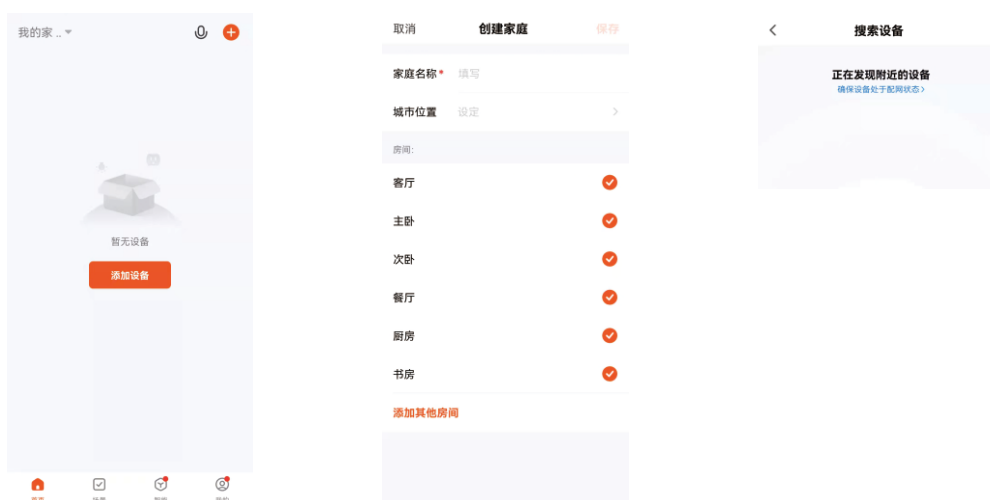 我的家 ..
暂无设备
添加设备
取消
创建家庭
保存
家庭名称* 填写
城市位置 设定
房间:
客厅
主卧
次卧
餐厅
厨房
书房
添加其他房间
搜索设备
正在发现附近的设备
确保设备处于配网状态>